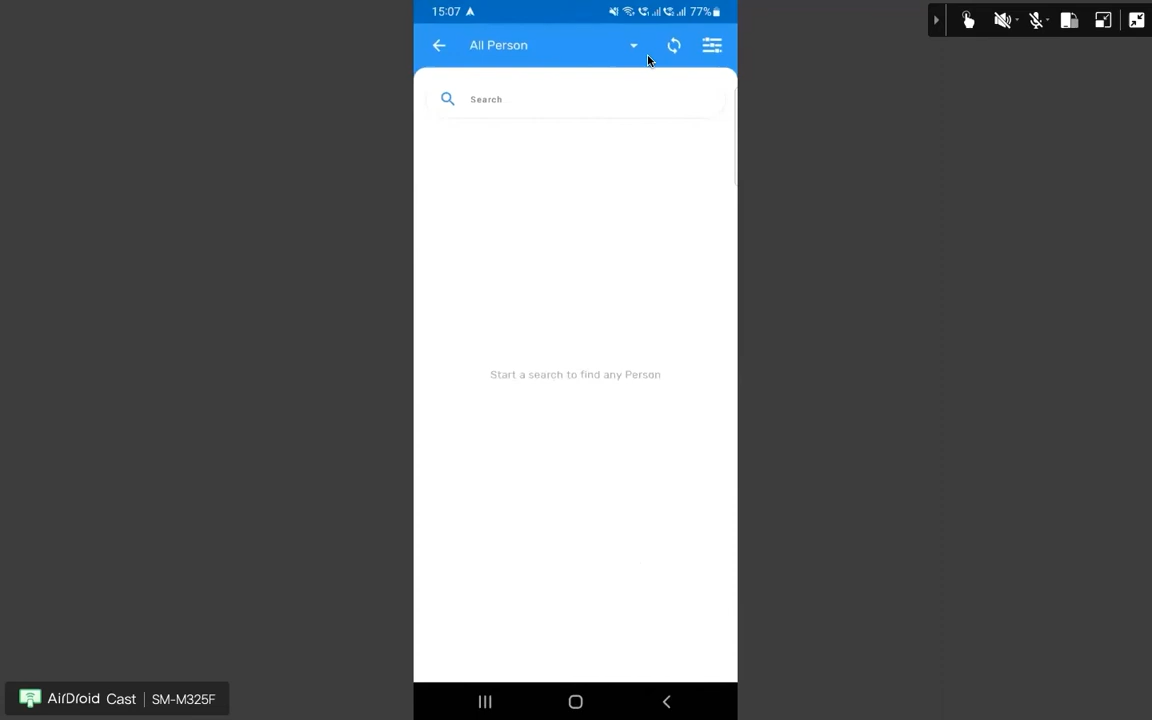 15:07
77%
All Person
Search
Start a search to find any Person
AirDroid Cast | SM-M325F